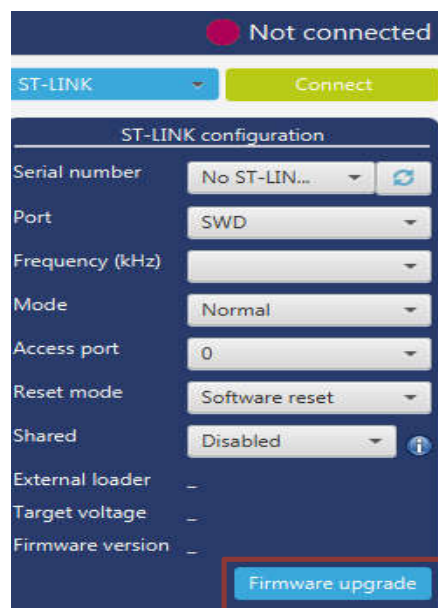 Not connected
ST-LINK Connect
ST-LINK configuration
Serial number No ST-LIN...
Port SWD
Frequency (kHz)
Mode Normal
Access port 0
Reset mode Software reset
Shared Disabled
External loader _
Target voltage _
Firmware version _
Firmware upgrade